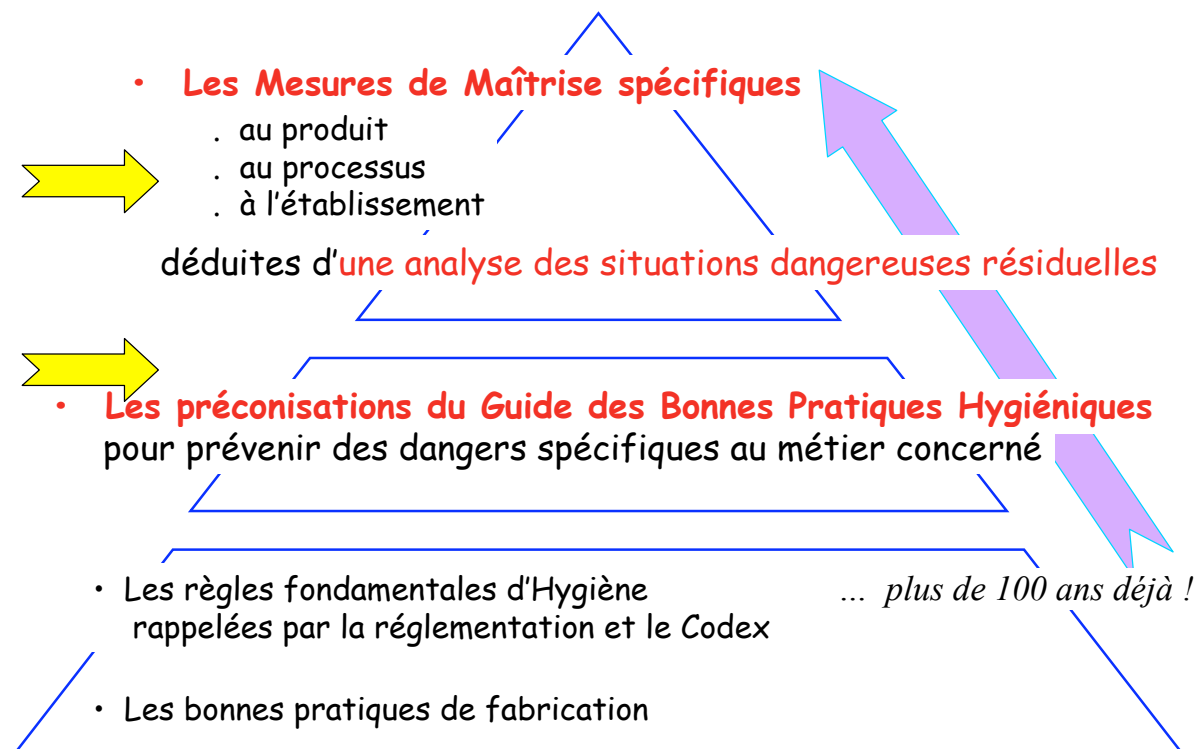 • Les Mesures de Maîtrise spécifiques
. au produit
. au processus
. à l'établissement
déduites d'une analyse des situations dangereuses résiduelles
• Les préconisations du Guide des Bonnes Pratiques Hygiéniques
pour prévenir des dangers spécifiques au métier concerné
• Les règles fondamentales d'Hygiène ... plus de 100 ans déjà !
rappelées par la réglementation et le Codex
• Les bonnes pratiques de fabrication